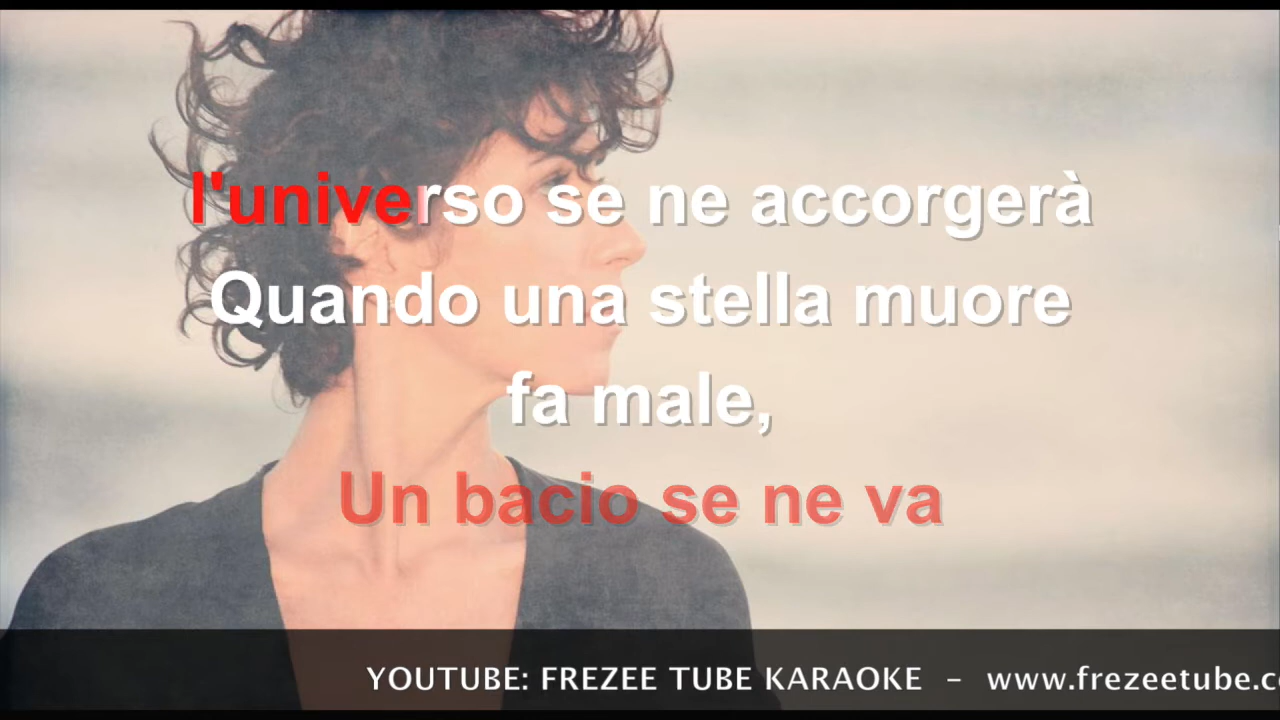 l'universo se ne accorgerà
Quando una stella muore
fa male,
Un bacio se ne va
YOUTUBE: FREZEE TUBE KARAOKE – www.frezeetube.c